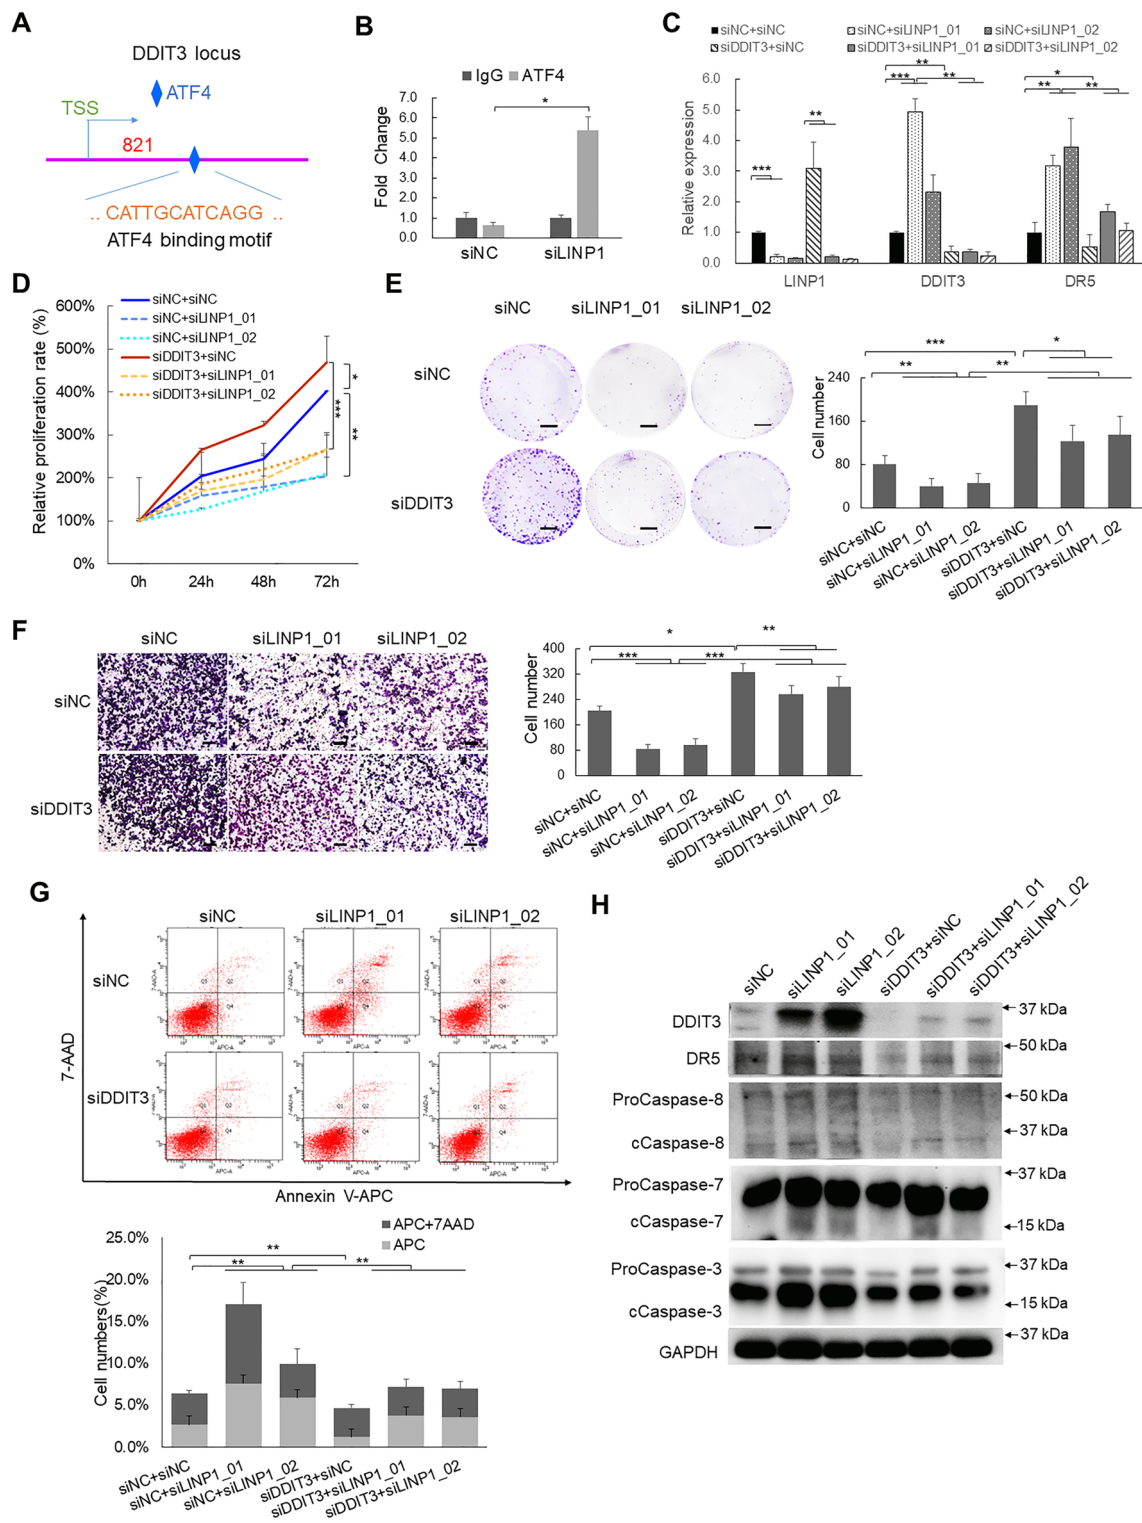 A
DDIT3 locus
ATF4
TSS
821
.. CATTGCATCAGG ..
ATF4 binding motif
B
IgG ATF4
Fold Change
7.0
6.0
5.0
4.0
3.0
2.0
1.0
0.0
*
siNC siLINP1
C
siNC+siNC siNC+siLINP1_01 siNC+siLINP1_02
siDDIT3+siNC siDDIT3+siLINP1_01 siDDIT3+siLINP1_02
Relative expression
6.0
5.0
4.0
3.0
2.0
1.0
0.0
*** **
** *** **
* ** **
LINP1 DDIT3 DR5
D
Relative proliferation rate (%)
600%
500%
400%
300%
200%
100%
0%
siNC+siNC
siNC+siLINP1_01
siNC+siLINP1_02
siDDIT3+siNC
siDDIT3+siLINP1_01
siDDIT3+siLINP1_02
*
***
**
0h 24h 48h 72h
E
siNC siLINP1_01 siLINP1_02
siNC
siDDIT3
Cell number
240
160
80
0
*** *
** **
siNC+siNC
siNC+siLINP1_01
siNC+siLINP1_02
siDDIT3+siNC
siDDIT3+siLINP1_01
siDDIT3+siLINP1_02
F
siNC siLINP1_01 siLINP1_02
siNC
siDDIT3
Cell number
400
320
240
160
80
0
* **
*** ***
siNC+siNC
siNC+siLINP1_01
siNC+siLINP1_02
siDDIT3+siNC
siDDIT3+siLINP1_01
siDDIT3+siLINP1_02
G
siNC siLINP1_01 siLINP1_02
siNC
siDDIT3
7-AAD
Annexin V-APC
7-AAD-A
APC-A
Q1 Q2
Q4
APC+7AAD
APC
Cell numbers(%)
25.0%
20.0%
15.0%
10.0%
5.0%
0.0%
**
** **
siNC+siNC
siNC+siLINP1_01
siNC+siLINP1_02
siDDIT3+siNC
siDDIT3+siLINP1_01
siDDIT3+siLINP1_02
H
siNC
siLINP1_01
siLINP1_02
siDDIT3+siNC
siDDIT3+siLINP1_01
siDDIT3+siLINP1_02
DDIT3 37 kDa
DR5 50 kDa
ProCaspase-8 50 kDa
cCaspase-8 37 kDa
ProCaspase-7 37 kDa
cCaspase-7 15 kDa
ProCaspase-3 37 kDa
cCaspase-3 15 kDa
GAPDH 37 kDa